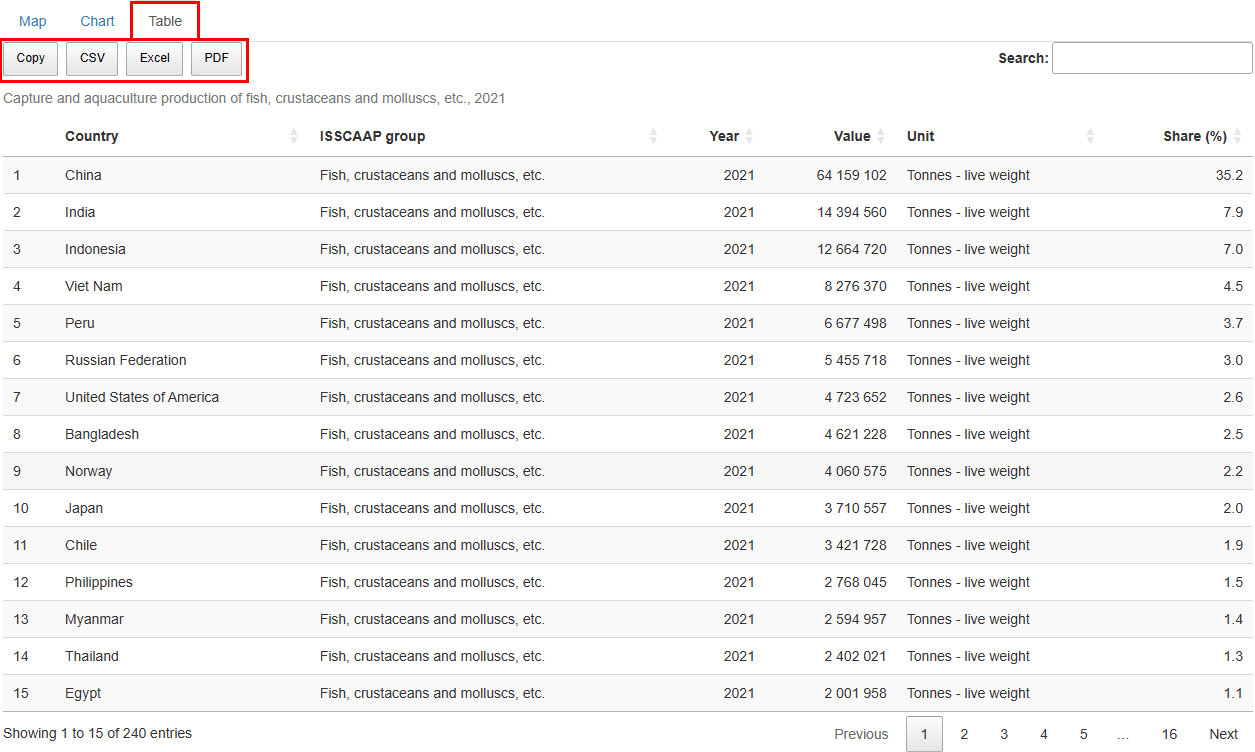 Map Chart Table
Copy CSV Excel PDF Search:
Capture and aquaculture production of fish, crustaceans and molluscs, etc., 2021
Country ISSCAAP group Year Value Unit Share (%)
1 China Fish, crustaceans and molluscs, etc. 2021 64 159 102 Tonnes - live weight 35.2
2 India Fish, crustaceans and molluscs, etc. 2021 14 394 560 Tonnes - live weight 7.9
3 Indonesia Fish, crustaceans and molluscs, etc. 2021 12 664 720 Tonnes - live weight 7.0
4 Viet Nam Fish, crustaceans and molluscs, etc. 2021 8 276 370 Tonnes - live weight 4.5
5 Peru Fish, crustaceans and molluscs, etc. 2021 6 677 498 Tonnes - live weight 3.7
6 Russian Federation Fish, crustaceans and molluscs, etc. 2021 5 455 718 Tonnes - live weight 3.0
7 United States of America Fish, crustaceans and molluscs, etc. 2021 4 723 652 Tonnes - live weight 2.6
8 Bangladesh Fish, crustaceans and molluscs, etc. 2021 4 621 228 Tonnes - live weight 2.5
9 Norway Fish, crustaceans and molluscs, etc. 2021 4 060 575 Tonnes - live weight 2.2
10 Japan Fish, crustaceans and molluscs, etc. 2021 3 710 557 Tonnes - live weight 2.0
11 Chile Fish, crustaceans and molluscs, etc. 2021 3 421 728 Tonnes - live weight 1.9
12 Philippines Fish, crustaceans and molluscs, etc. 2021 2 768 045 Tonnes - live weight 1.5
13 Myanmar Fish, crustaceans and molluscs, etc. 2021 2 594 957 Tonnes - live weight 1.4
14 Thailand Fish, crustaceans and molluscs, etc. 2021 2 402 021 Tonnes - live weight 1.3
15 Egypt Fish, crustaceans and molluscs, etc. 2021 2 001 958 Tonnes - live weight 1.1
Showing 1 to 15 of 240 entries Previous 1 2 3 4 5 … 16 Next